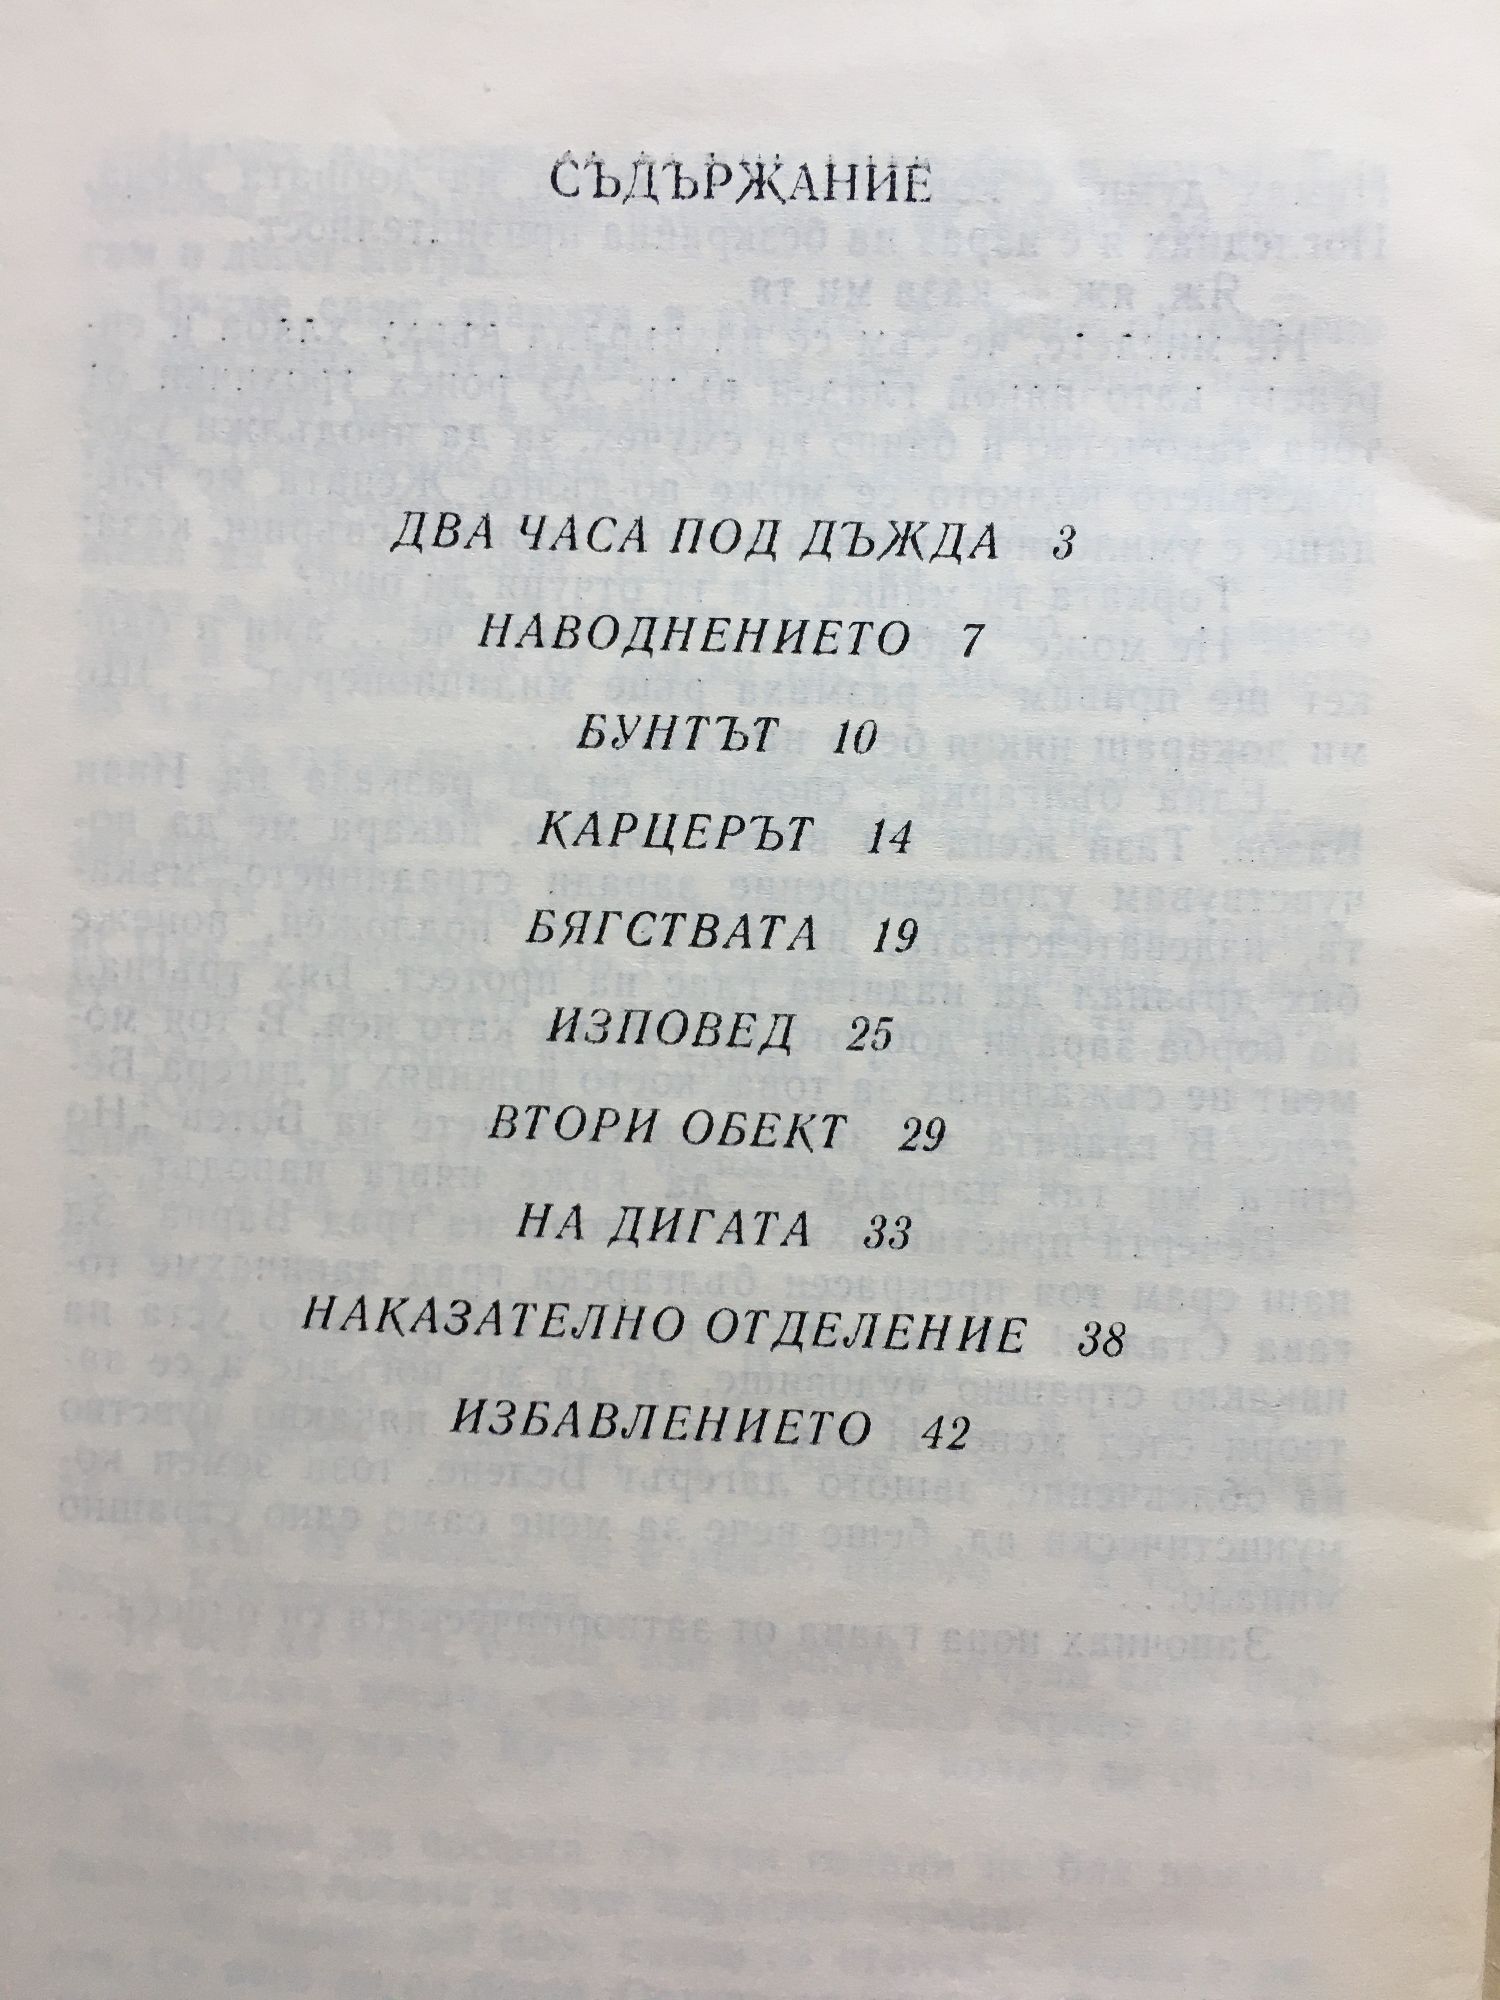 СЪДЪРЖАНИЕ
ДВА ЧАСА ПОД ДЪЖДА 3
НАВОДНЕНИЕТО 7
БУНТЪТ 10
КАРЦЕРЪТ 14
БЯГСТВАТА 19
ИЗПОВЕД 25
ВТОРИ ОБЕКТ 29
НА ДИГАТА 33
НАКАЗАТЕЛНО ОТДЕЛЕНИЕ 38
ИЗБАВЛЕНИЕТО 42